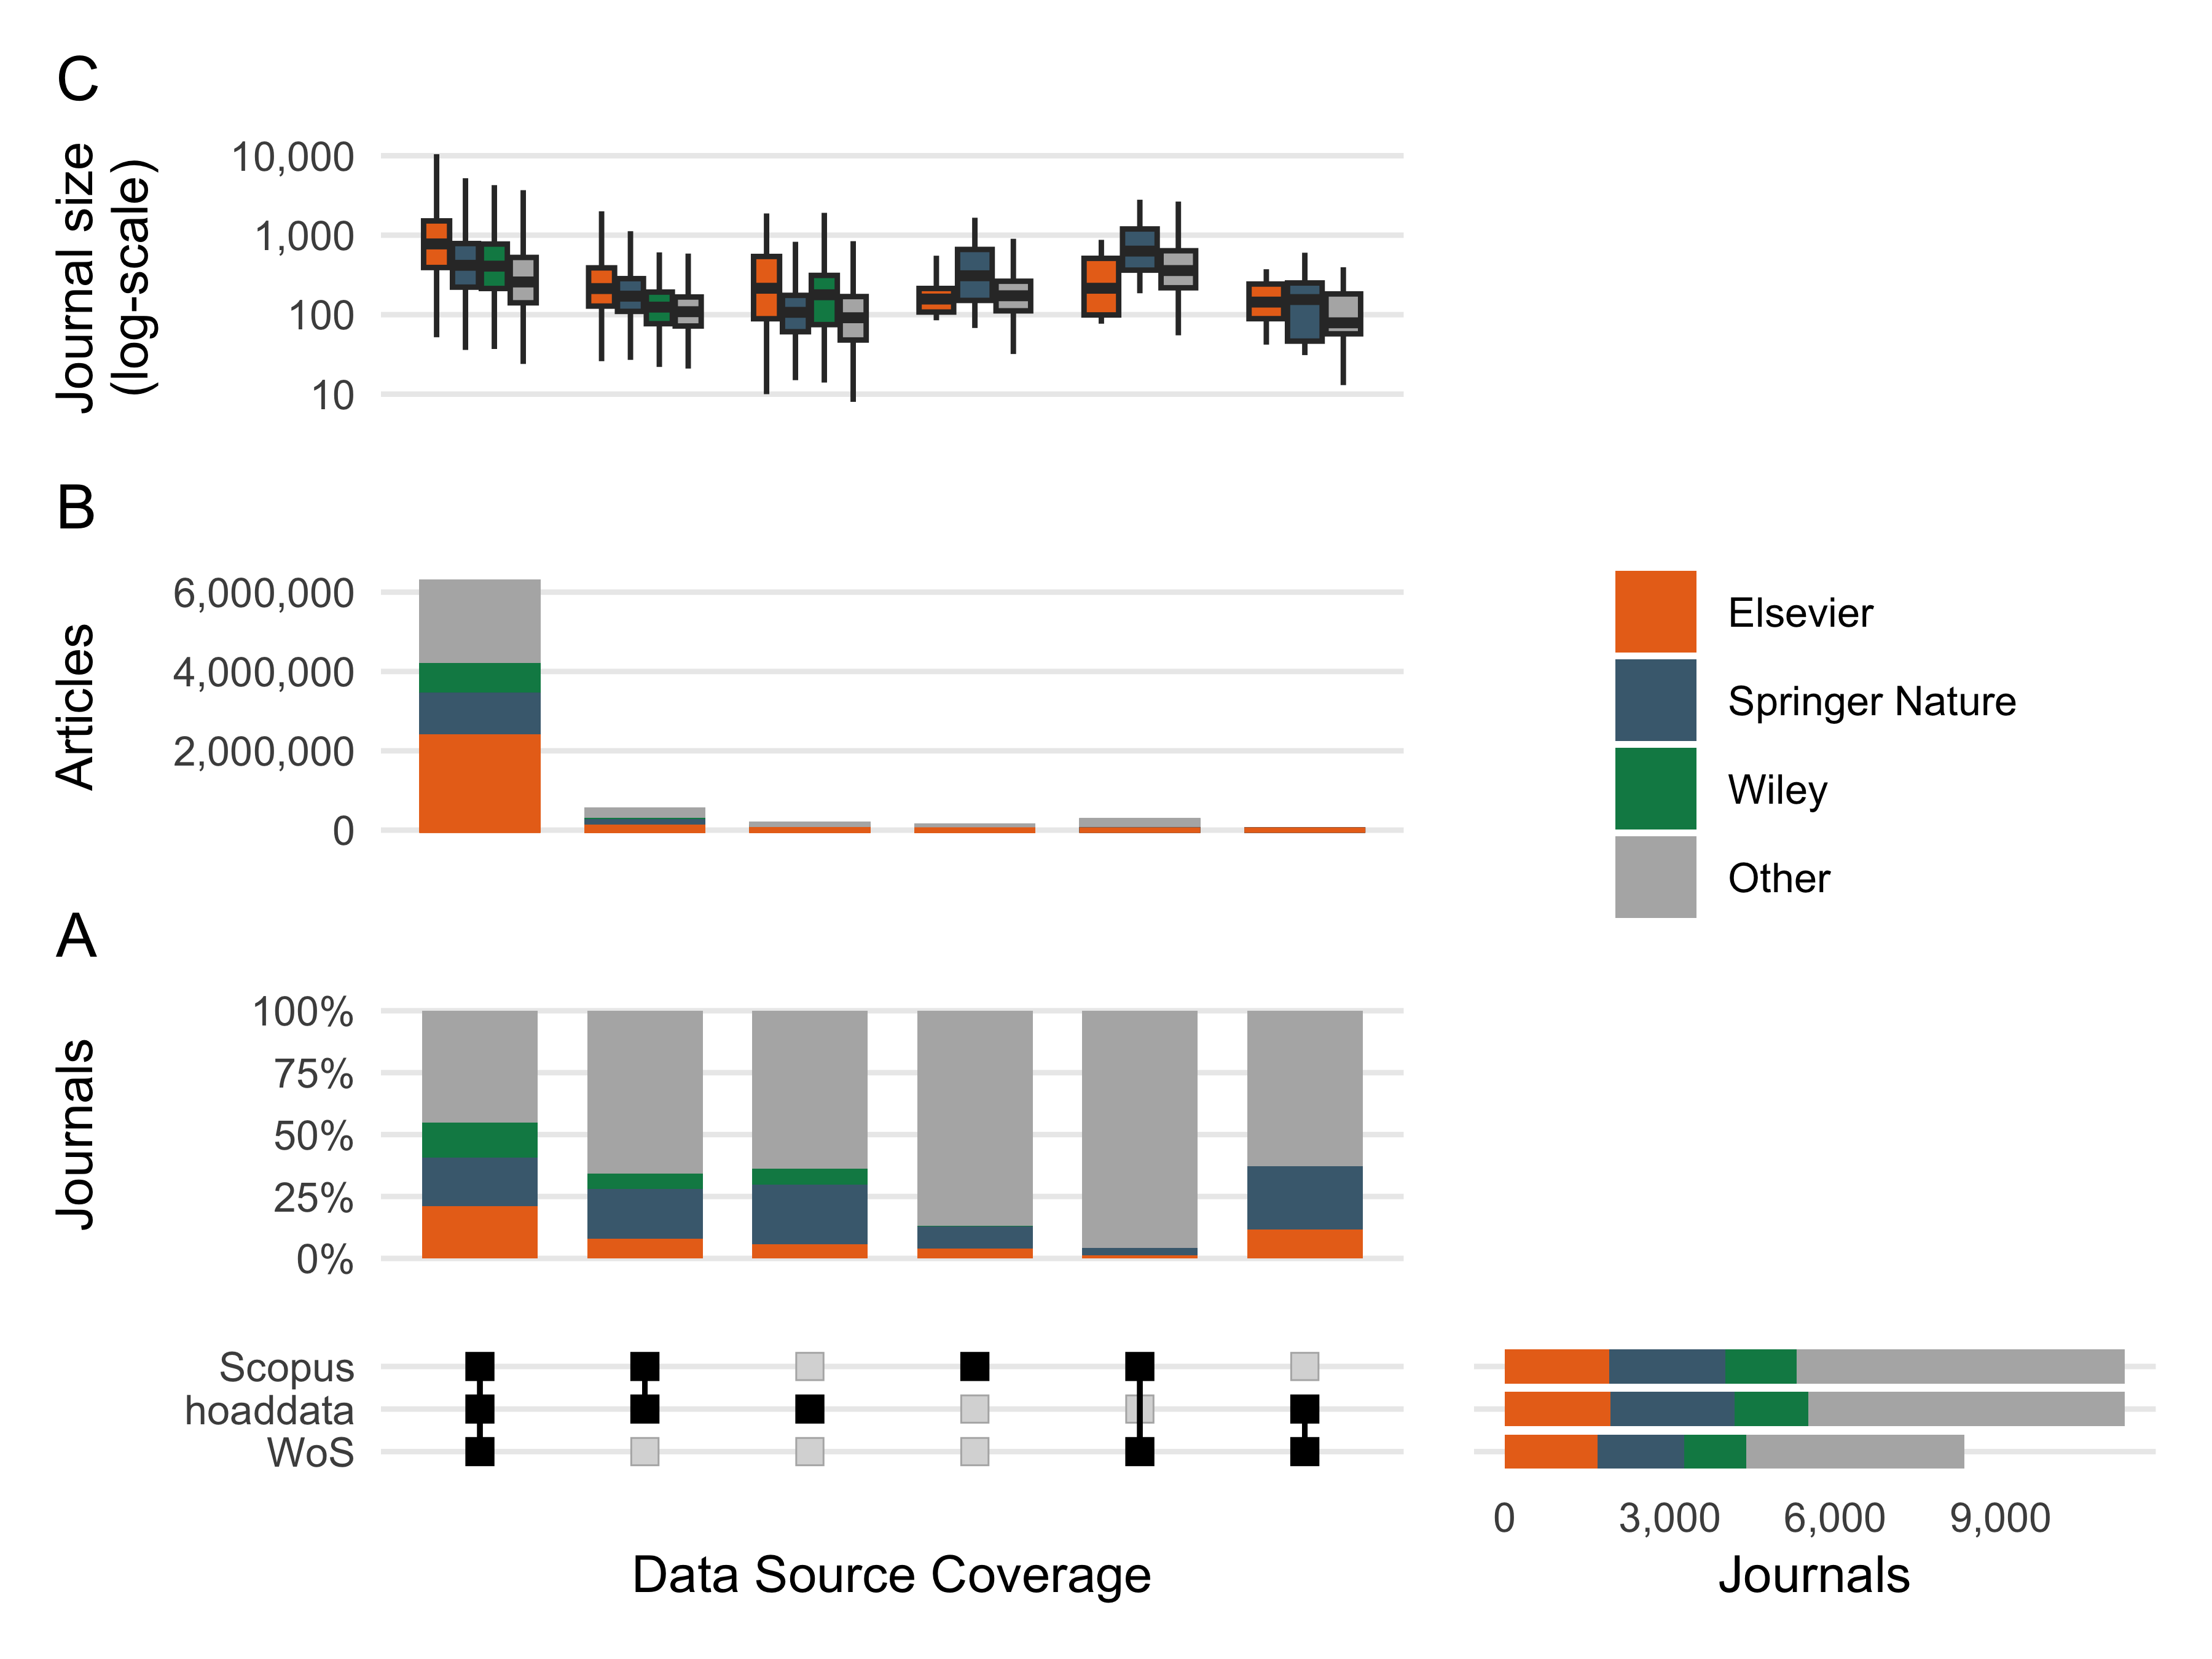 C
Journal size
(log-scale)
10,000
1,000
100
10
B
Articles
6,000,000
4,000,000
2,000,000
0
Elsevier
Springer Nature
Wiley
Other
A
Journals
100%
75%
50%
25%
0%
Scopus
hoaddata
WoS
0 3,000 6,000 9,000
Data Source Coverage
Journals